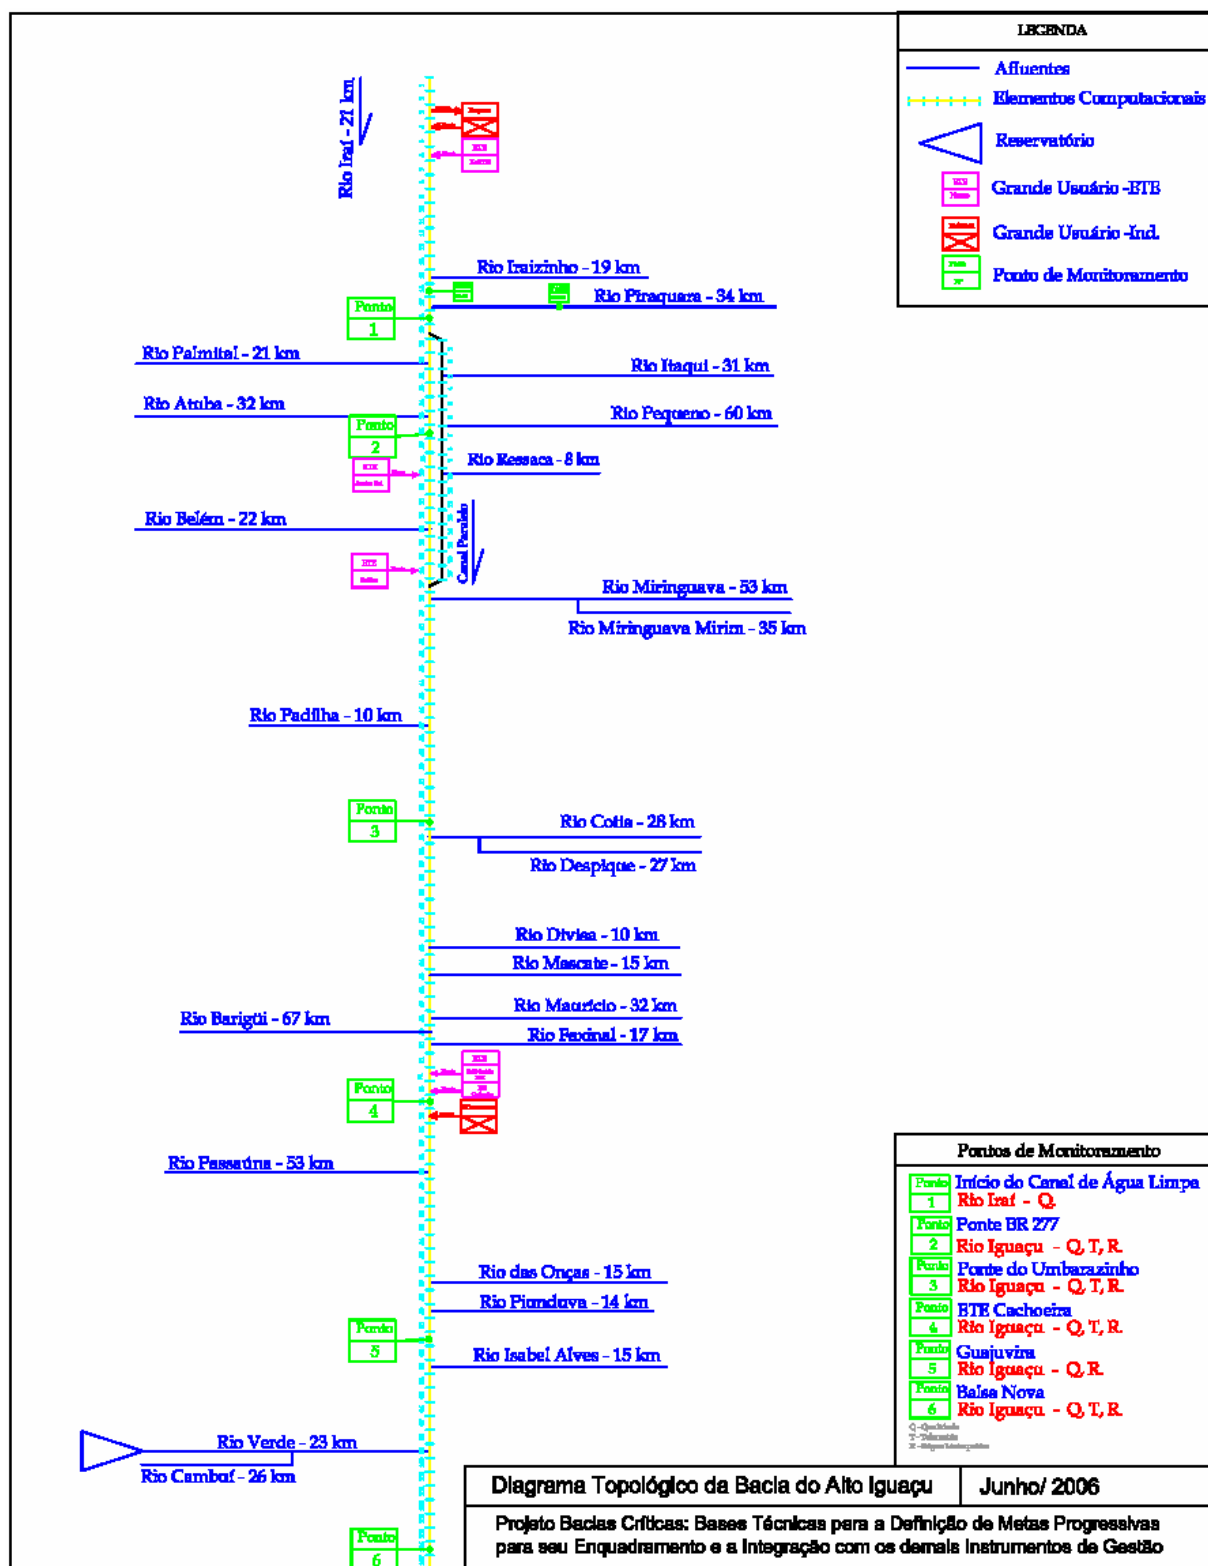 LEGENDA
Afluentes
Elementos Computacionais
Reservatório
Grande Usuário -ETE
Grande Usuário -Ind.
Ponto de Monitoramento
Rio Iraí - 21 km
Rio Iraizinho - 19 km
Rio Piraquara - 34 km
Ponto
1
Rio Palmital - 21 km
Rio Itaqui - 31 km
Rio Atuba - 32 km
Rio Pequeno - 60 km
Ponto
2
Rio Ressaca - 8 km
Rio Belém - 22 km
Canal Paralelo
ETE
Rio Miringuava - 53 km
Rio Miringuava Mirim - 35 km
Rio Padilha - 10 km
Ponto
3
Rio Cotia - 28 km
Rio Despique - 27 km
Rio Divisa - 10 km
Rio Mascate - 15 km
Rio Maurício - 32 km
Rio Barigüi - 67 km
Rio Faxinal - 17 km
Ponto
4
Rio Passaúna - 53 km
Rio das Onças - 15 km
Rio Piunduva - 14 km
Ponto
5
Rio Isabel Alves - 15 km
Rio Verde - 23 km
Rio Cambuí - 26 km
Ponto
6
Pontos de Monitoramento
Ponto
1
Início do Canal de Água Limpa
Rio Iraí - Q.
Ponto
2
Ponte BR 277
Rio Iguaçu - Q, T, R.
Ponto
3
Ponte do Umbarazinho
Rio Iguaçu - Q, T, R.
Ponto
4
ETE Cachoeira
Rio Iguaçu - Q, T, R.
Ponto
5
Guajuvira
Rio Iguaçu - Q, R.
Ponto
6
Balsa Nova
Rio Iguaçu - Q, T, R.
Diagrama Topológico da Bacia do Alto Iguaçu
Junho/ 2006
Projeto Bacias Críticas: Bases Técnicas para a Definição de Metas Progressivas
para seu Enquadramento e a Integração com os demais Instrumentos de Gestão